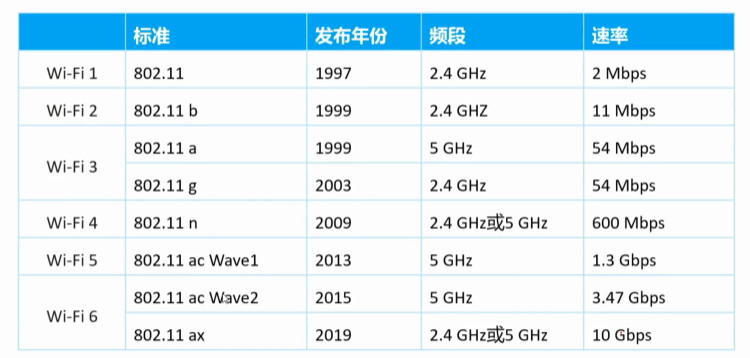 标准 发布年份 频段 速率
Wi-Fi 1 802.11 1997 2.4 GHz 2 Mbps
Wi-Fi 2 802.11 b 1999 2.4 GHZ 11 Mbps
Wi-Fi 3 802.11 a 1999 5 GHz 54 Mbps
802.11 g 2003 2.4 GHz 54 Mbps
Wi-Fi 4 802.11 n 2009 2.4 GHz或5 GHz 600 Mbps
Wi-Fi 5 802.11 ac Wave1 2013 5 GHz 1.3 Gbps
Wi-Fi 6 802.11 ac Wave2 2015 5 GHz 3.47 Gbps
802.11 ax 2019 2.4 GHz或5 GHz 10 Gbps